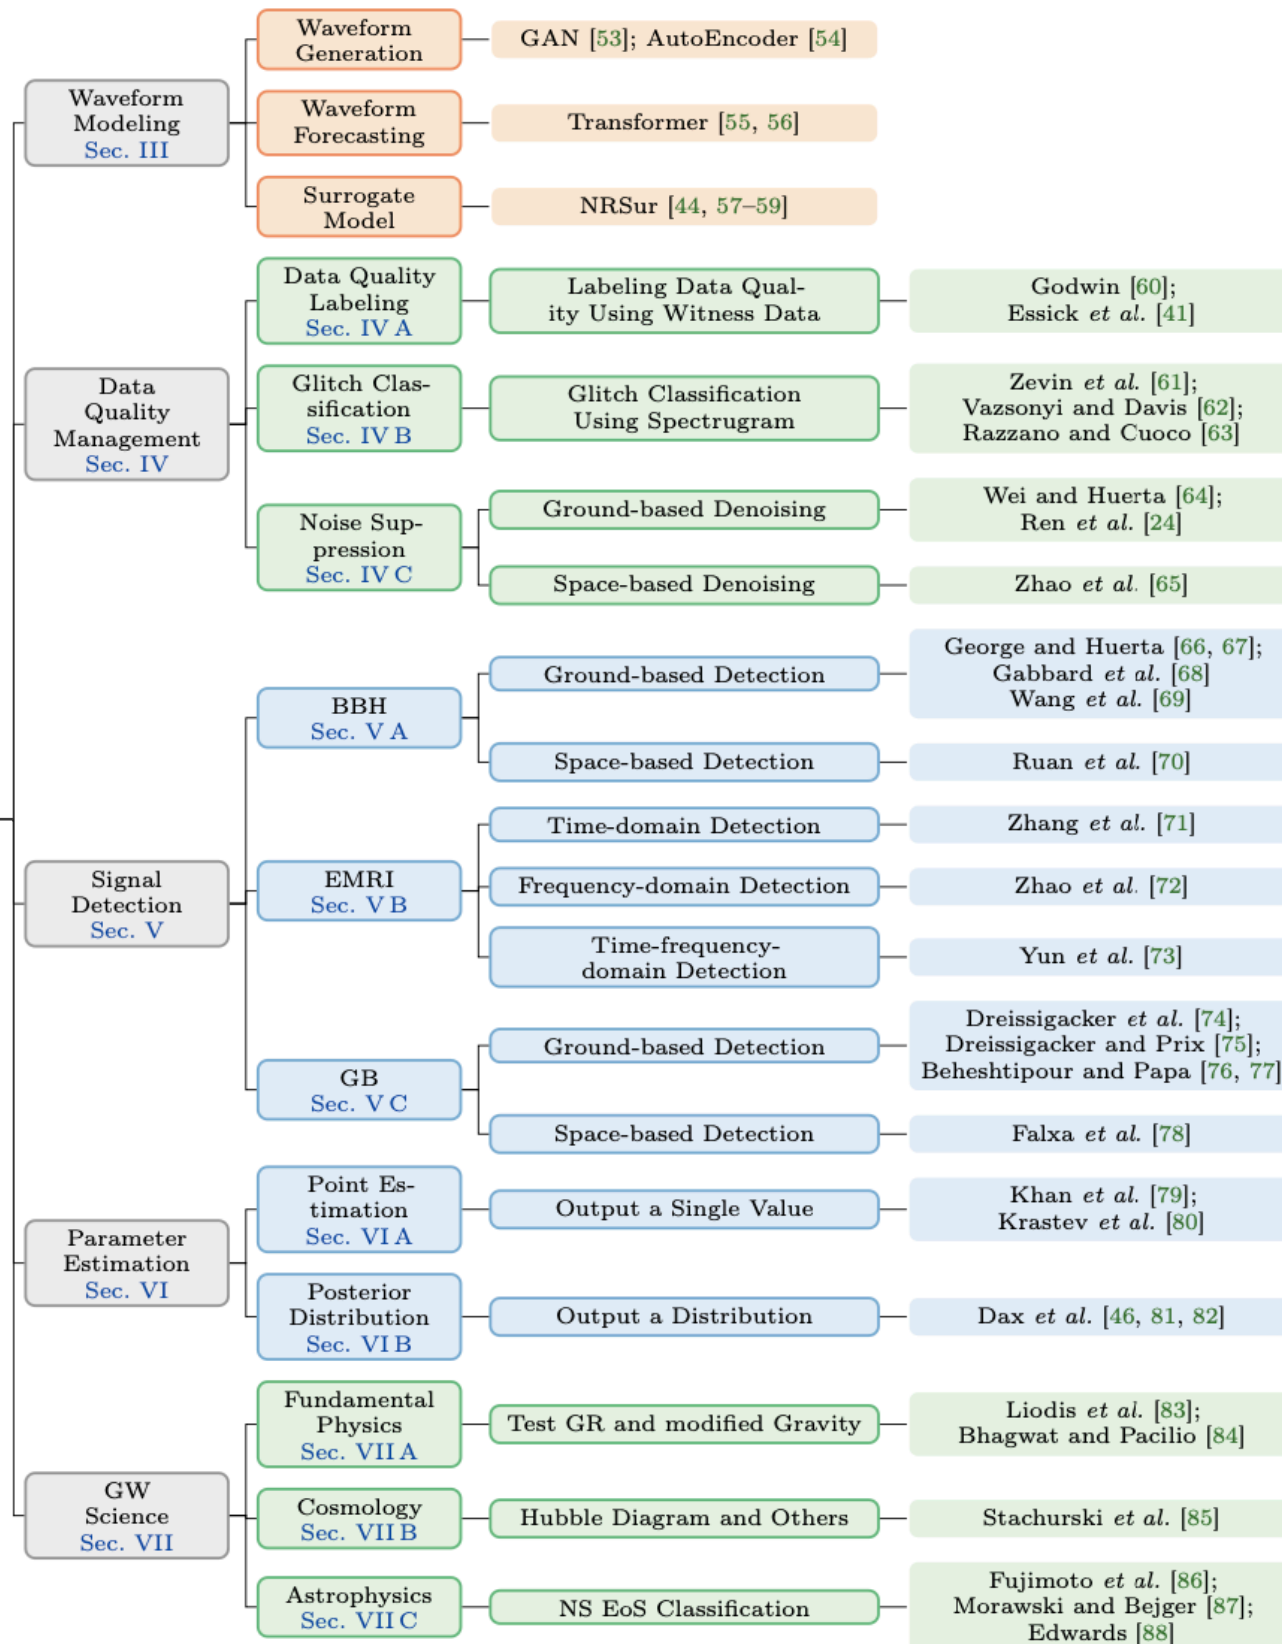 Waveform
Generation
GAN [53]; AutoEncoder [54]
Waveform
Modeling
Sec. III
Waveform
Forecasting
Transformer [55, 56]
Surrogate
Model
NRSur [44, 57–59]
Data Quality
Labeling
Sec. IV A
Labeling Data Qual-
ity Using Witness Data
Godwin [60];
Essick et al. [41]
Data
Quality
Management
Sec. IV
Glitch Clas-
sification
Sec. IV B
Glitch Classification
Using Spectrugram
Zevin et al. [61];
Vazsonyi and Davis [62];
Razzano and Cuoco [63]
Noise Sup-
pression
Sec. IV C
Ground-based Denoising
Wei and Huerta [64];
Ren et al. [24]
Space-based Denoising
Zhao et al. [65]
Signal
Detection
Sec. V
BBH
Sec. V A
Ground-based Detection
George and Huerta [66, 67];
Gabbard et al. [68]
Wang et al. [69]
Space-based Detection
Ruan et al. [70]
EMRI
Sec. V B
Time-domain Detection
Zhang et al. [71]
Frequency-domain Detection
Zhao et al. [72]
Time-frequency-
domain Detection
Yun et al. [73]
GB
Sec. V C
Ground-based Detection
Dreissigacker et al. [74];
Dreissigacker and Prix [75];
Beheshtipour and Papa [76, 77]
Space-based Detection
Falxa et al. [78]
Parameter
Estimation
Sec. VI
Point Es-
timation
Sec. VI A
Output a Single Value
Khan et al. [79];
Krastev et al. [80]
Posterior
Distribution
Sec. VI B
Output a Distribution
Dax et al. [46, 81, 82]
GW
Science
Sec. VII
Fundamental
Physics
Sec. VII A
Test GR and modified Gravity
Liodis et al. [83];
Bhagwat and Pacilio [84]
Cosmology
Sec. VII B
Hubble Diagram and Others
Stachurski et al. [85]
Astrophysics
Sec. VII C
NS EoS Classification
Fujimoto et al. [86];
Morawski and Bejger [87];
Edwards [88]